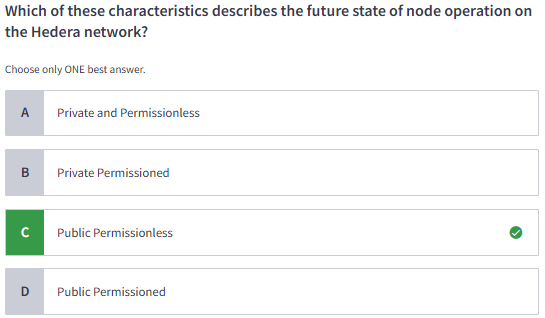 Which of these characteristics describes the future state of node operation on
the Hedera network?
Choose only ONE best answer.
A Private and Permissionless
B Private Permissioned
C Public Permissionless
D Public Permissioned